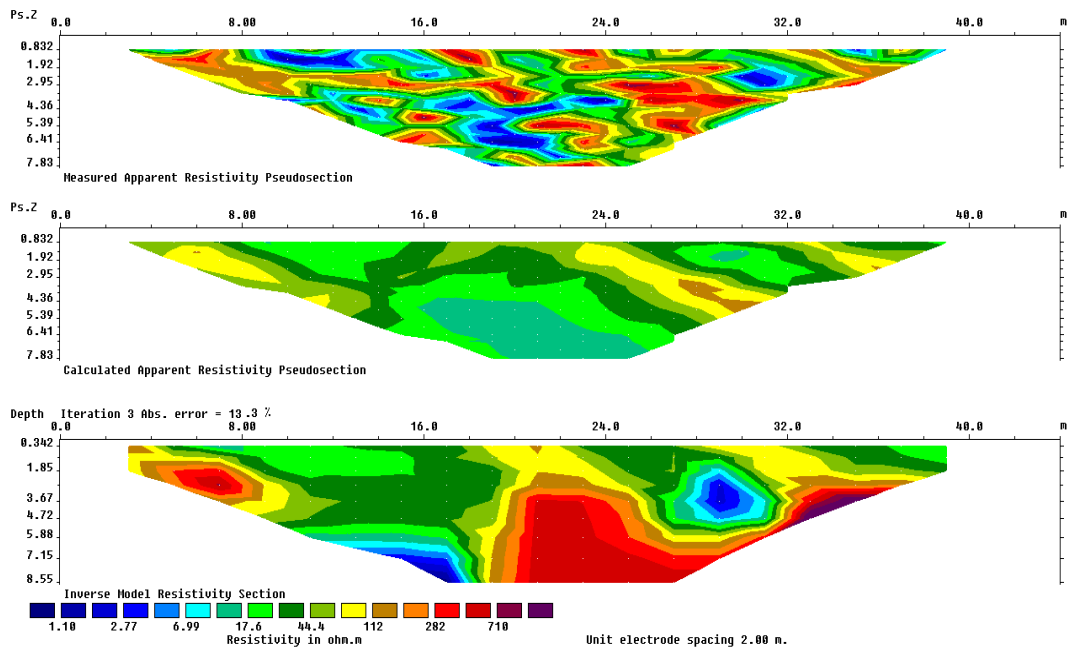 Ps.Z 0.0 8.00 16.0 24.0 32.0 40.0 m
0.832
1.92
2.95
4.36
5.39
6.41
7.83
Measured Apparent Resistivity Pseudosection
Ps.Z 0.0 8.00 16.0 24.0 32.0 40.0 m
0.832
1.92
2.95
4.36
5.39
6.41
7.83
Calculated Apparent Resistivity Pseudosection
Depth Iteration 3 Abs. error = 13.3 %
0.0 8.00 16.0 24.0 32.0 40.0 m
0.342
1.85
3.67
4.72
5.88
7.15
8.55
Inverse Model Resistivity Section
1.10 2.77 6.99 17.6 44.4 112 282 710
Resistivity in ohm.m Unit electrode spacing 2.00 m.